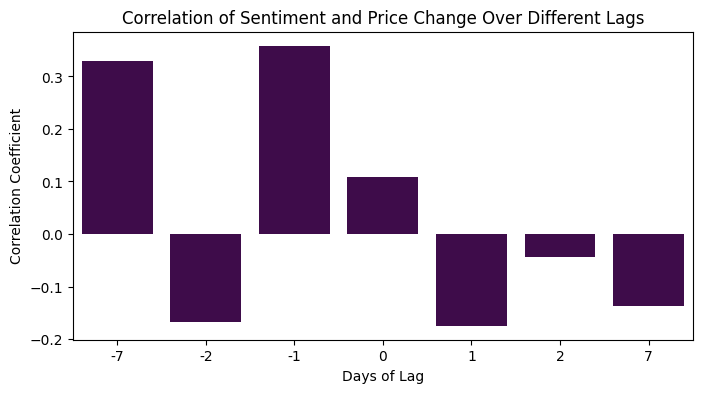 Correlation of Sentiment and Price Change Over Different Lags
Correlation Coefficient
0.3
0.2
0.1
0.0
−0.1
−0.2
-7 -2 -1 0 1 2 7
Days of Lag